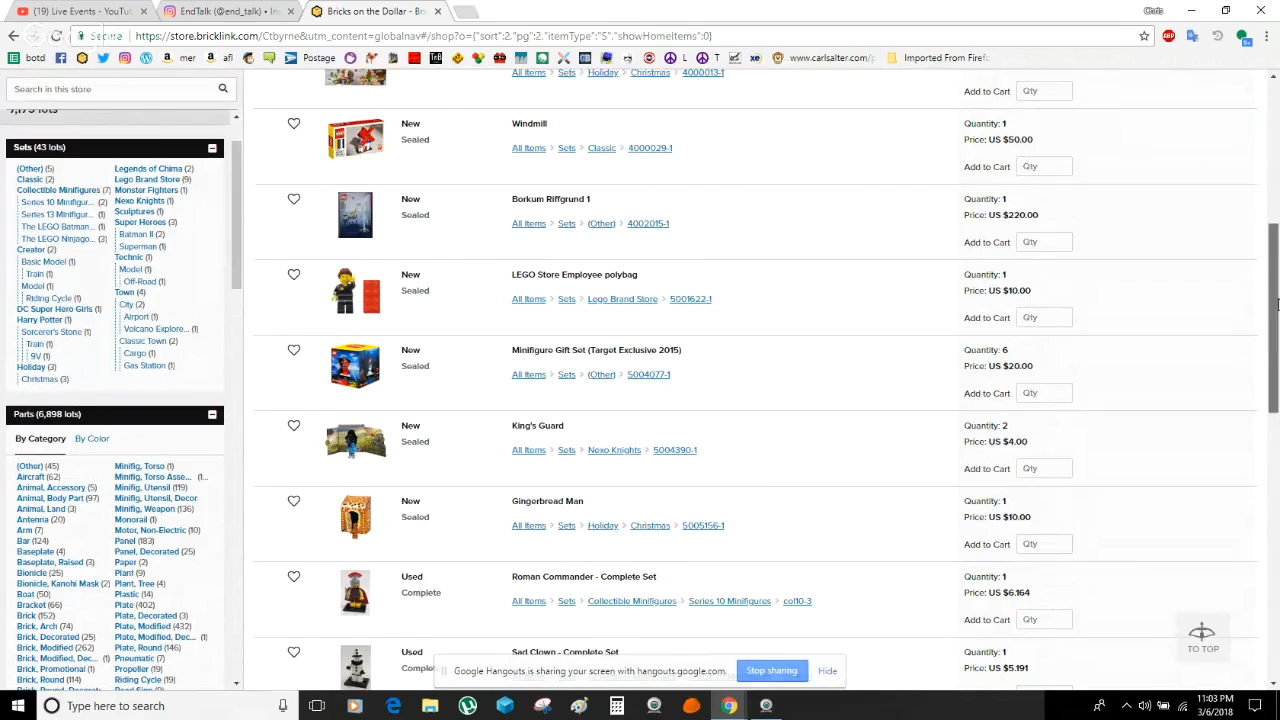 (19) Live Events - YouTu
EndTalk (@end_talk) • In
Bricks on the Dollar - Bri
Chris
https://store.bricklink.com/Ctbyrne&utm_content=globalnav#/shop?o={"sort":2,"pg":2,"itemType":"S","showHomeItems":0}
botd
mer
afl
Postage
L
T
www.carlsalter.com/p
Imported From Firef
Search in this store
7,175 lots
Sets (43 lots)
(Other) (5)
Classic (2)
Collectible Minifigures (7)
Series 10 Minifigur... (2)
Series 13 Minifigur... (1)
The LEGO Batman... (1)
The LEGO Ninjago... (3)
Creator (2)
Basic Model (1)
Train (1)
Model (1)
Riding Cycle (1)
DC Super Hero Girls (1)
Harry Potter (1)
Sorcerer's Stone (1)
Train (1)
9V (1)
Holiday (3)
Christmas (3)
Legends of Chima (2)
Lego Brand Store (9)
Monster Fighters (1)
Nexo Knights (1)
Sculptures (1)
Super Heroes (3)
Batman II (2)
Superman (1)
Technic (1)
Model (1)
Off-Road (1)
Town (4)
City (2)
Airport (1)
Volcano Explore... (1)
Classic Town (2)
Cargo (1)
Gas Station (1)
Parts (6,898 lots)
By Category By Color
(Other) (45)
Aircraft (62)
Animal, Accessory (5)
Animal, Body Part (97)
Animal, Land (3)
Antenna (20)
Arm (7)
Bar (124)
Baseplate (4)
Baseplate, Raised (3)
Bionicle (25)
Bionicle, Kanohi Mask (2)
Boat (50)
Bracket (66)
Brick (152)
Brick, Arch (74)
Brick, Decorated (25)
Brick, Modified (262)
Brick, Modified, Dec... (1)
Brick, Promotional (1)
Brick, Round (114)
Minifig, Torso (1)
Minifig, Torso Asse... (1...
Minifig, Utensil (119)
Minifig, Utensil, Decor
Minifig, Weapon (136)
Monorail (1)
Motor, Non-Electric (10)
Panel (183)
Panel, Decorated (25)
Paper (2)
Plant (9)
Plant, Tree (4)
Plastic (14)
Plate (402)
Plate, Decorated (3)
Plate, Modified (432)
Plate, Modified, Dec... (1)
Plate, Round (146)
Pneumatic (7)
Propeller (19)
Riding Cycle (19)
All Items > Sets > Holiday > Christmas > 4000013-1
Add to Cart Qty
New
Sealed
Windmill
All Items > Sets > Classic > 4000029-1
Quantity: 1
Price: US $50.00
Add to Cart Qty
New
Sealed
Borkum Riffgrund 1
All Items > Sets > (Other) > 4002015-1
Quantity: 1
Price: US $220.00
Add to Cart Qty
New
Sealed
LEGO Store Employee polybag
All Items > Sets > Lego Brand Store > 5001622-1
Quantity: 1
Price: US $10.00
Add to Cart Qty
New
Sealed
Minifigure Gift Set (Target Exclusive 2015)
All Items > Sets > (Other) > 5004077-1
Quantity: 6
Price: US $20.00
Add to Cart Qty
New
Sealed
King's Guard
All Items > Sets > Nexo Knights > 5004390-1
Quantity: 2
Price: US $4.00
Add to Cart Qty
New
Sealed
Gingerbread Man
All Items > Sets > Holiday > Christmas > 5005156-1
Quantity: 1
Price: US $10.00
Add to Cart Qty
Used
Complete
Roman Commander - Complete Set
All Items > Sets > Collectible Minifigures > Series 10 Minifigures > col10-3
Quantity: 1
Price: US $6.164
Add to Cart Qty
Used
Complet
Sad Clown - Complete Set
Quantity: 1
Price: US $5.191
TO TOP
Google Hangouts is sharing your screen with hangouts.google.com.
Stop sharing
Hide
Type here to search
11:03 PM
3/6/2018